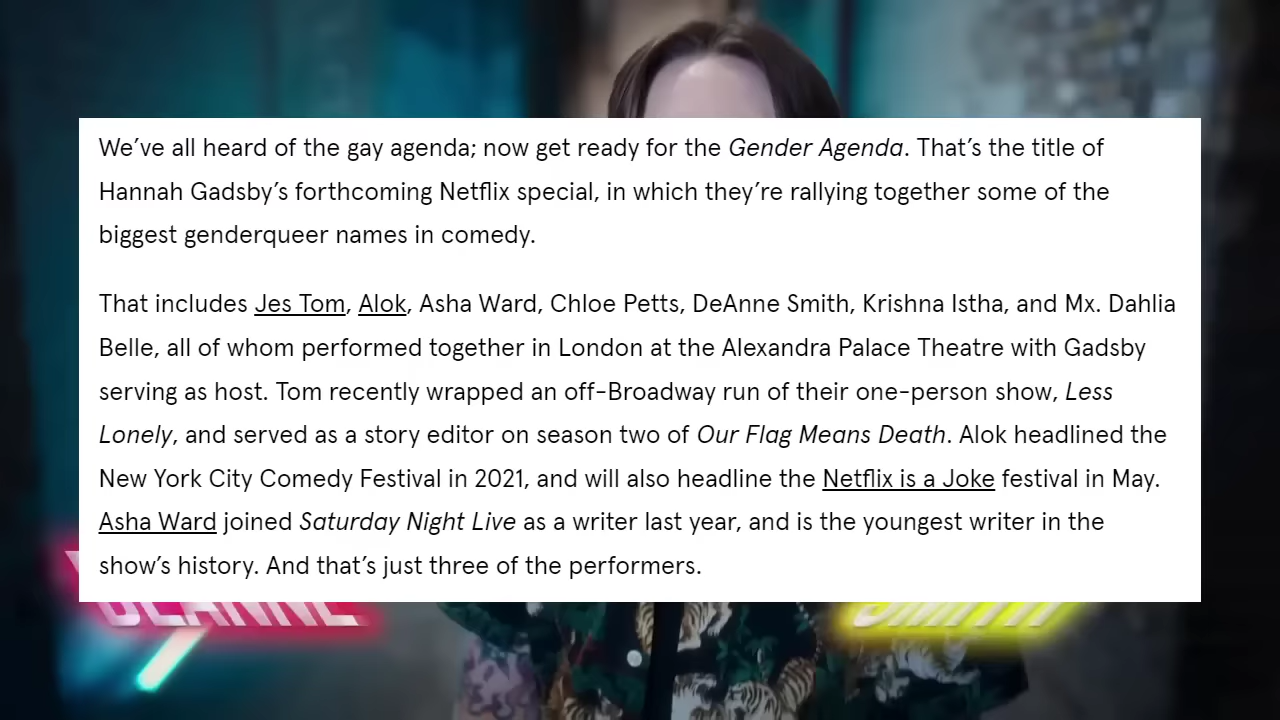 We’ve all heard of the gay agenda; now get ready for the Gender Agenda. That’s the title of
Hannah Gadsby’s forthcoming Netflix special, in which they’re rallying together some of the
biggest genderqueer names in comedy.
That includes Jes Tom, Alok, Asha Ward, Chloe Petts, DeAnne Smith, Krishna Istha, and Mx. Dahlia
Belle, all of whom performed together in London at the Alexandra Palace Theatre with Gadsby
serving as host. Tom recently wrapped an off-Broadway run of their one-person show, Less
Lonely, and served as a story editor on season two of Our Flag Means Death. Alok headlined the
New York City Comedy Festival in 2021, and will also headline the Netflix is a Joke festival in May.
Asha Ward joined Saturday Night Live as a writer last year, and is the youngest writer in the
show’s history. And that’s just three of the performers.
DEANNE SMITH